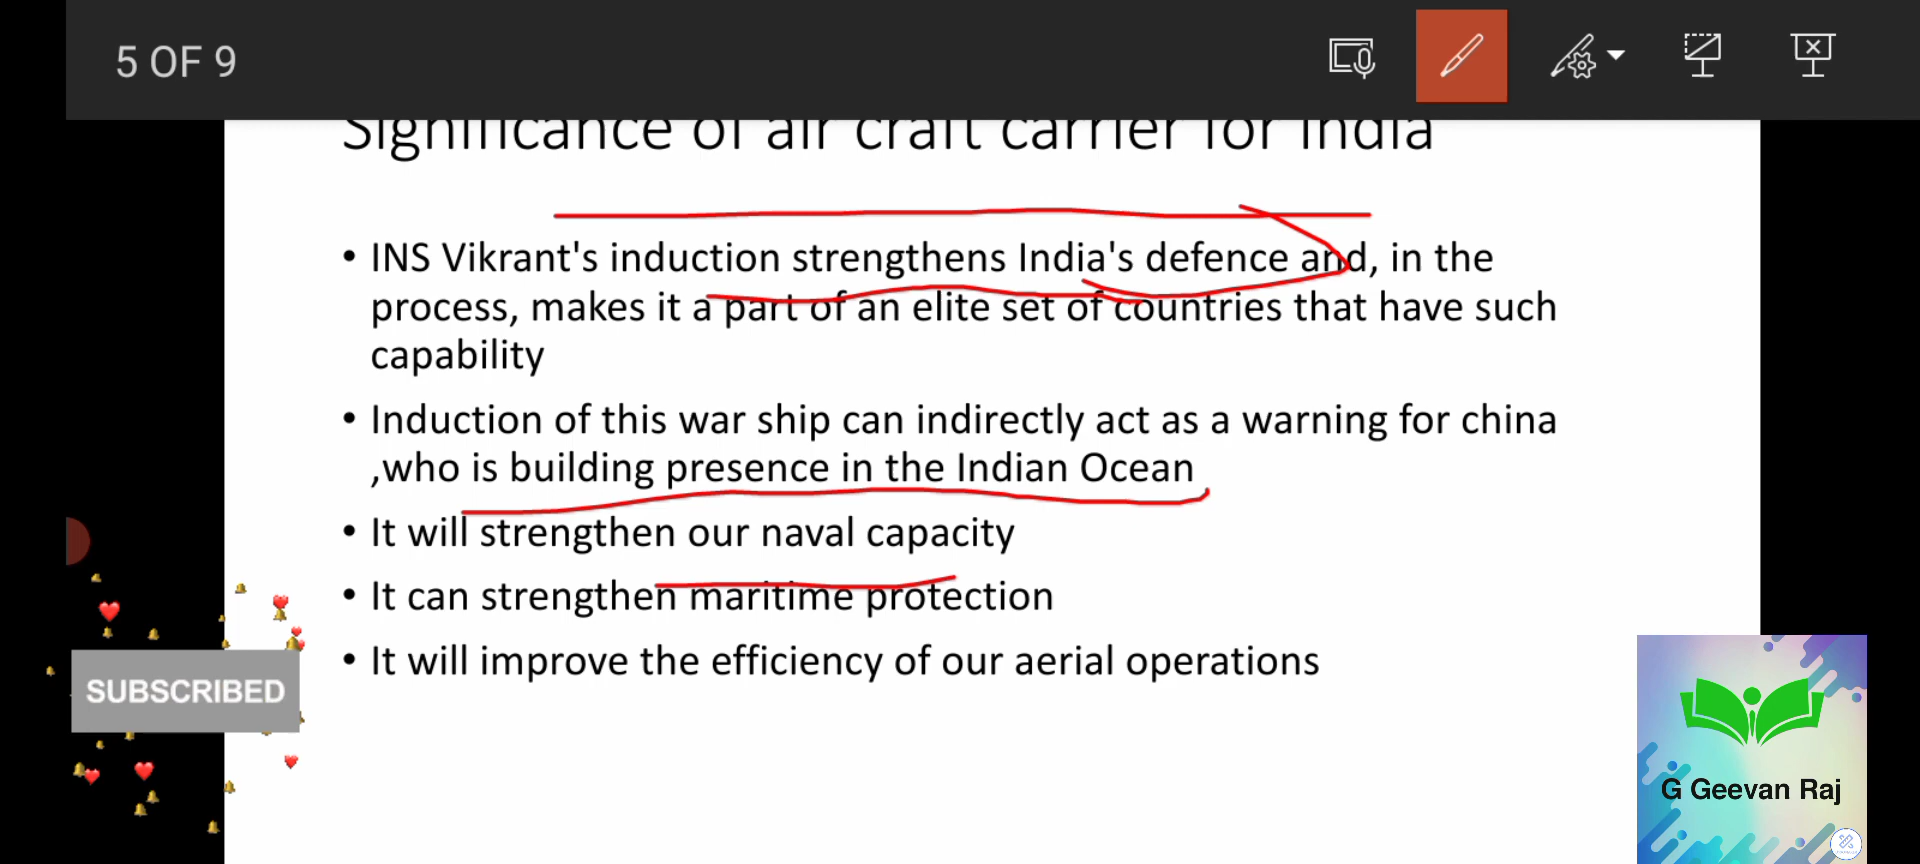 5 OF 9
Significance of air craft carrier for India
• INS Vikrant's induction strengthens India's defence and, in the
process, makes it a part of an elite set of countries that have such
capability
• Induction of this war ship can indirectly act as a warning for china
,who is building presence in the Indian Ocean
• It will strengthen our naval capacity
• It can strengthen maritime protection
• It will improve the efficiency of our aerial operations
SUBSCRIBED
G Geevan Raj